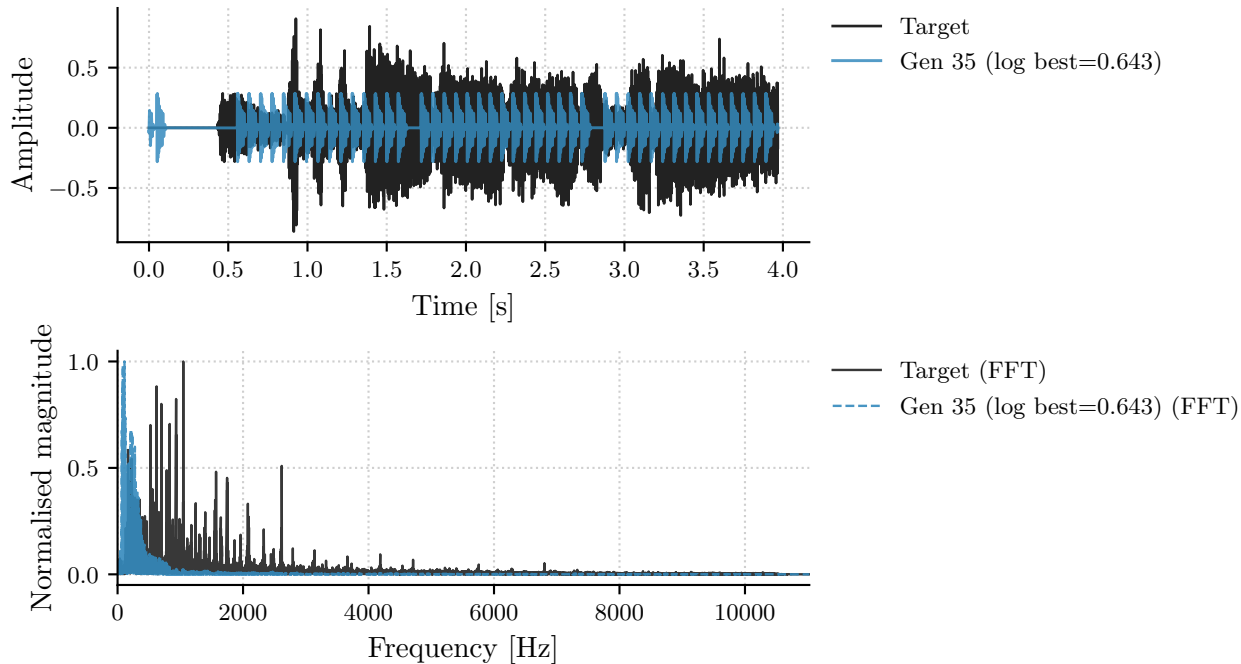 Target
Gen 35 (log best=0.643)
0.5
0.0
−0.5
Amplitude
0.0 0.5 1.0 1.5 2.0 2.5 3.0 3.5 4.0
Time [s]
Target (FFT)
Gen 35 (log best=0.643) (FFT)
1.0
0.5
0.0
Normalised magnitude
0 2000 4000 6000 8000 10000
Frequency [Hz]